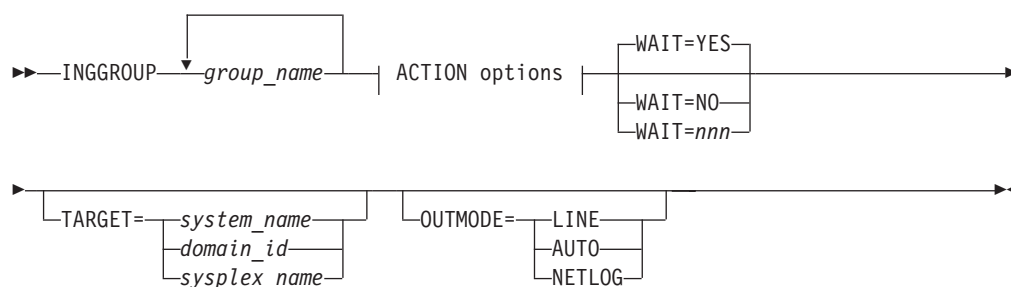 WAIT=YES
INGGROUP group_name ACTION options
WAIT=NO
WAIT=nnn
TARGET= system_name OUTMODE= LINE
domain_id AUTO
sysplex_name NETLOG